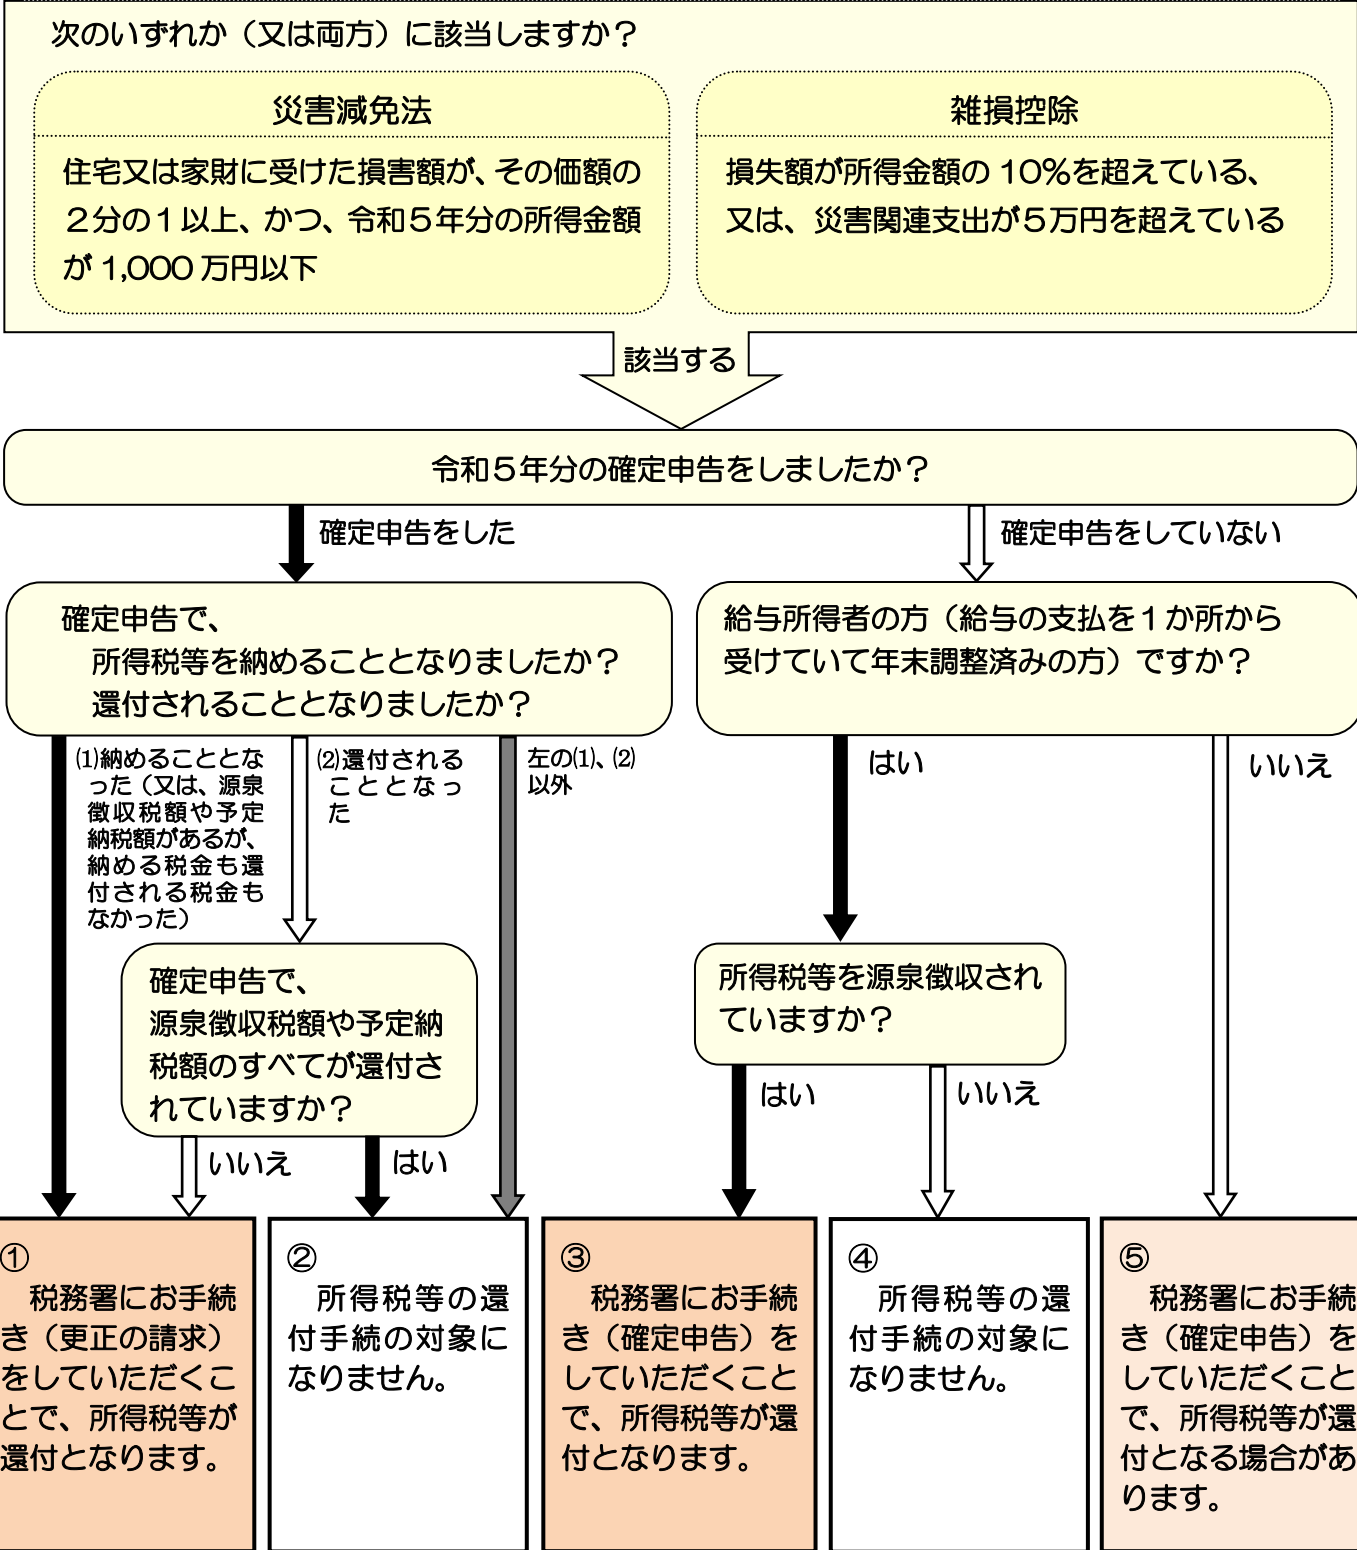 次のいずれか（又は両方）に該当しますか？
災害減免法
住宅又は家財に受けた損害額が、その価額の
２分の１以上、かつ、令和５年分の所得金額
が 1,000 万円以下
雑損控除
損失額が所得金額の 10％を超えている、
又は、災害関連支出が５万円を超えている
該当する
令和５年分の確定申告をしましたか？
確定申告をした
確定申告をしていない
確定申告で、
所得税等を納めることとなりましたか？
還付されることとなりましたか？
給与所得者の方（給与の支払を１か所から
受けていて年末調整済みの方）ですか？
⑴納めることとな
った（又は、源泉
徴収税額や予定
納税額があるが、
納める税金も還
付される税金も
なかった）
⑵還付される
こととなっ
た
左の⑴、⑵
以外
はい
いいえ
確定申告で、
源泉徴収税額や予定納
税額のすべてが還付さ
れていますか？
所得税等を源泉徴収され
ていますか？
いいえ
はい
はい
いいえ
①
税務署にお手続
き（更正の請求）
をしていただくこ
とで、所得税等が
還付となります。
②
所得税等の還
付手続の対象に
なりません。
③
税務署にお手続
き（確定申告）を
していただくこと
で、所得税等が還
付となります。
④
所得税等の還
付手続の対象に
なりません。
⑤
税務署にお手続
き（確定申告）を
していただくこと
で、所得税等が還
付となる場合があ
ります。